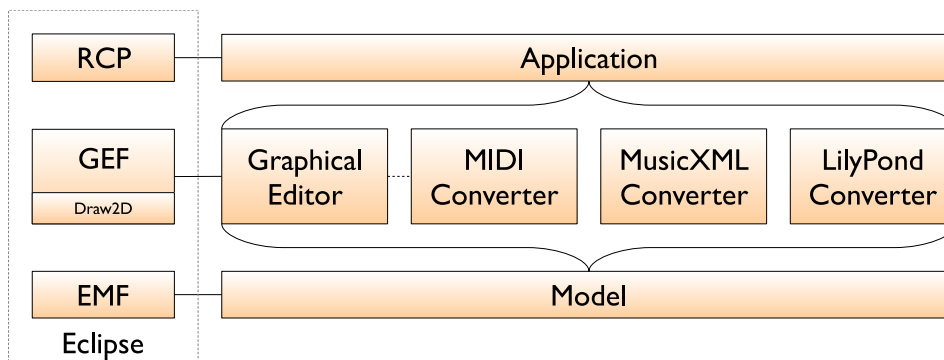 RCP
Application
GEF
Draw2D
Graphical
Editor
MIDI
Converter
MusicXML
Converter
LilyPond
Converter
EMF
Model
Eclipse